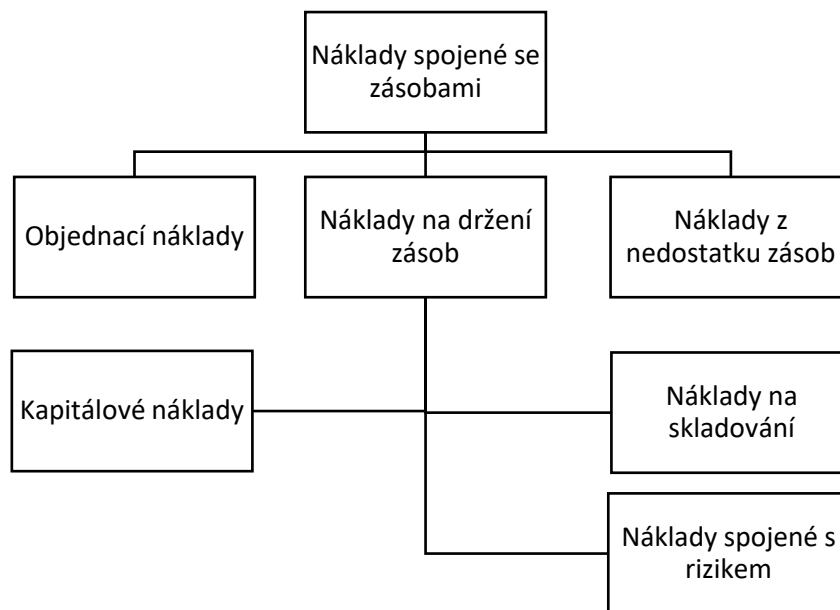 Náklady spojené se
zásobami
Objednací náklady
Náklady na držení
zásob
Náklady z
nedostatku zásob
Kapitálové náklady
Náklady na
skladování
Náklady spojené s
rizikem